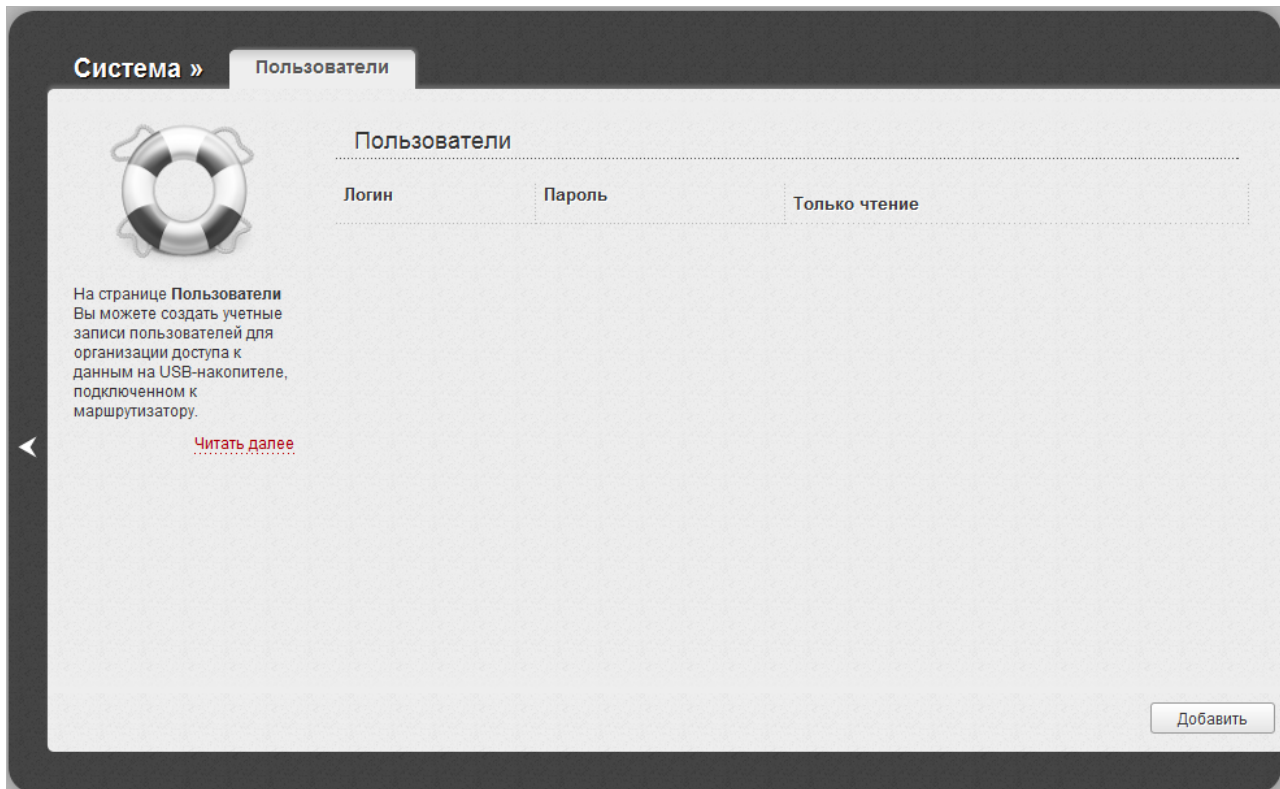 Система »
Пользователи
Пользователи
Логин
Пароль
Только чтение
На странице Пользователи
Вы можете создать учетные
записи пользователей для
организации доступа к
данным на USB-накопителе,
подключенном к
маршрутизатору.
Читать далее
Добавить